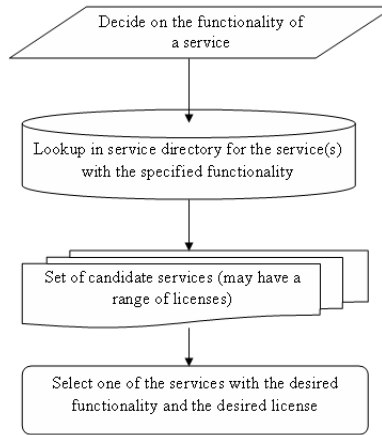 Decide on the functionality of
a service
Lookup in service directory for the service(s)
with the specified functionality
Set of candidate services (may have a
range of licenses)
Select one of the services with the desired
functionality and the desired license